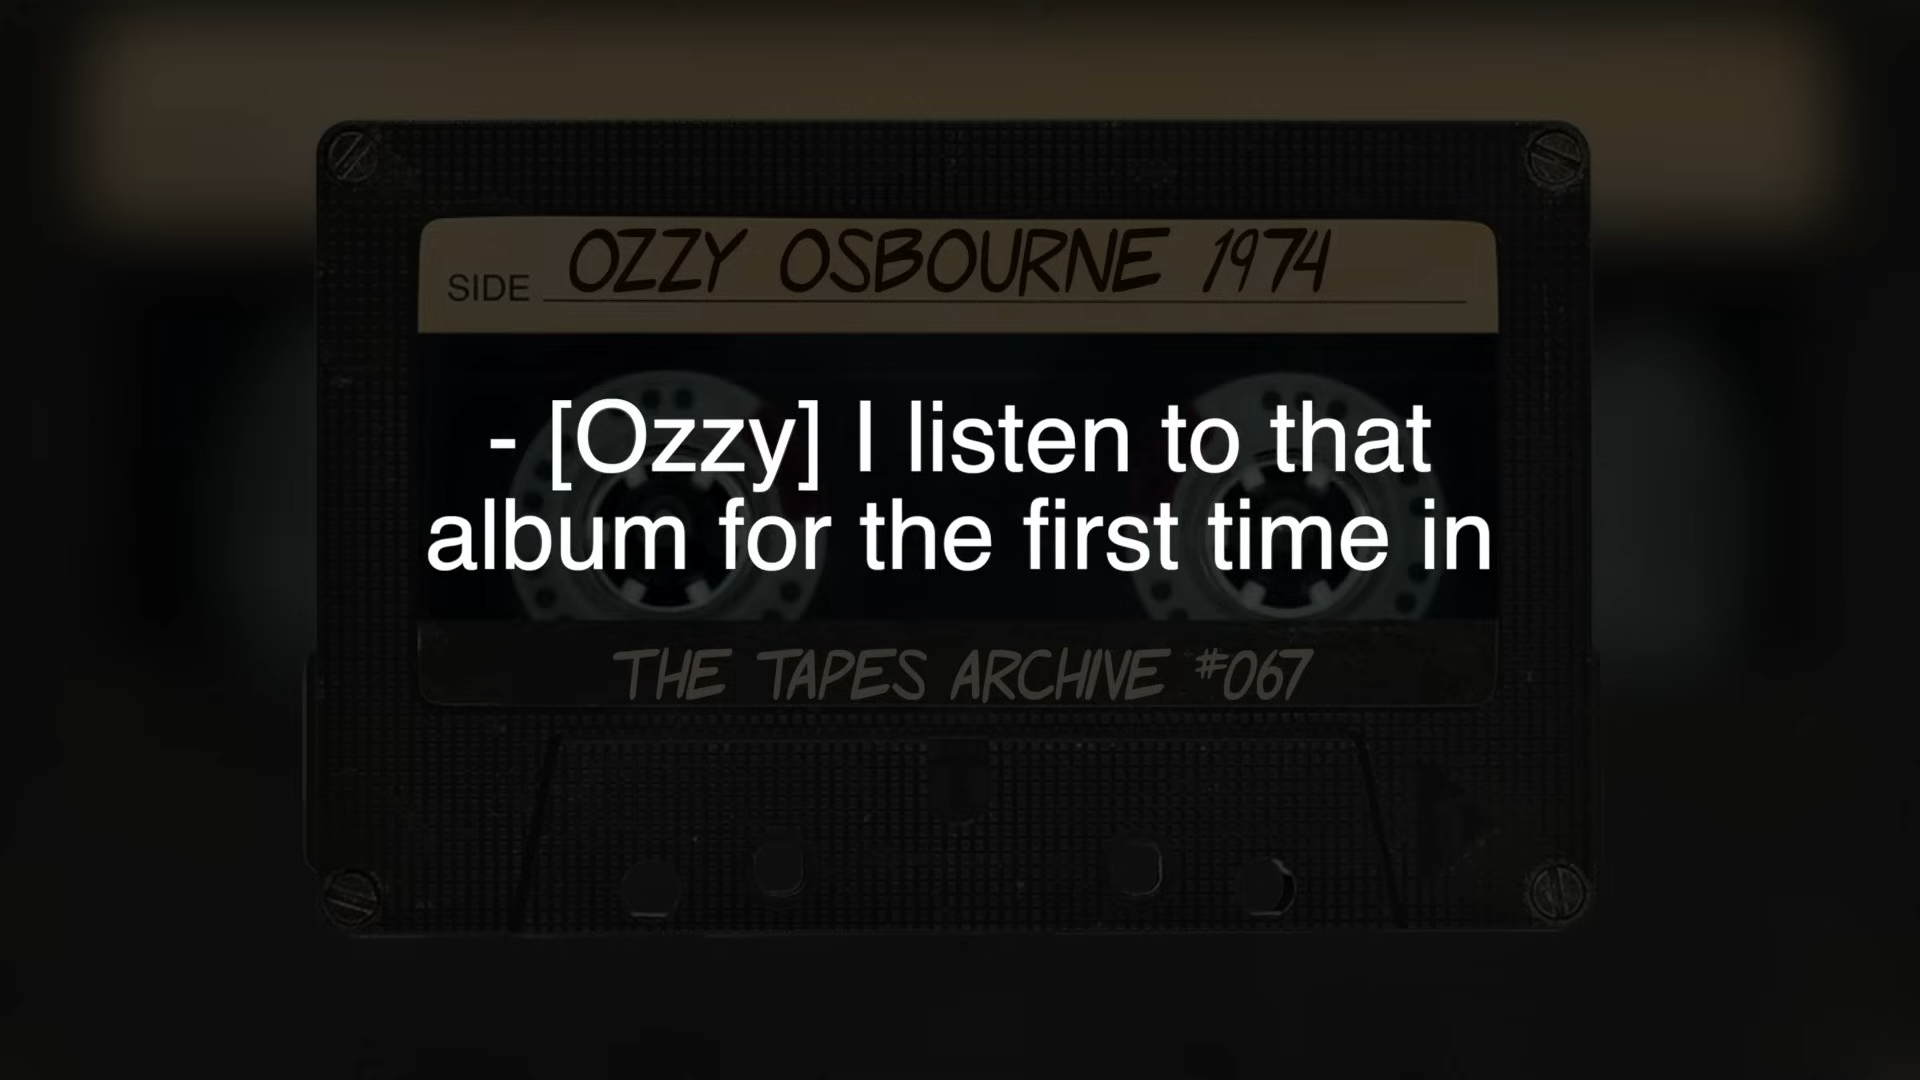 SIDE OZZY OSBOURNE 1974
- [Ozzy] I listen to that
album for the first time in
THE TAPES ARCHIVE #067